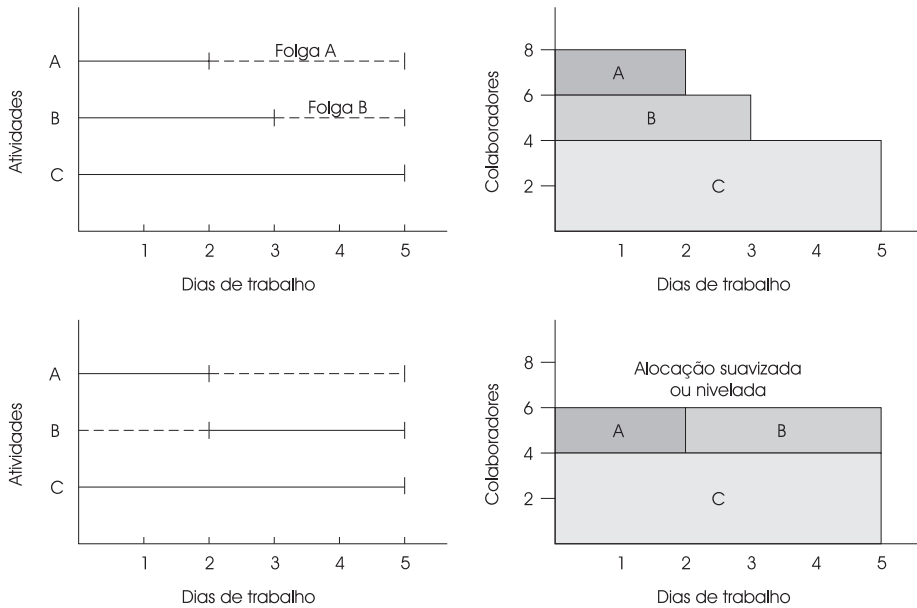 Atividades
A
B
C
Folga A
Folga B
1 2 3 4 5
Dias de trabalho
Colaboradores
8
6
4
2
A
B
C
1 2 3 4 5
Dias de trabalho
Atividades
A
B
C
1 2 3 4 5
Dias de trabalho
Colaboradores
8
6
4
2
Alocação suavizada
ou nivelada
A B
C
1 2 3 4 5
Dias de trabalho